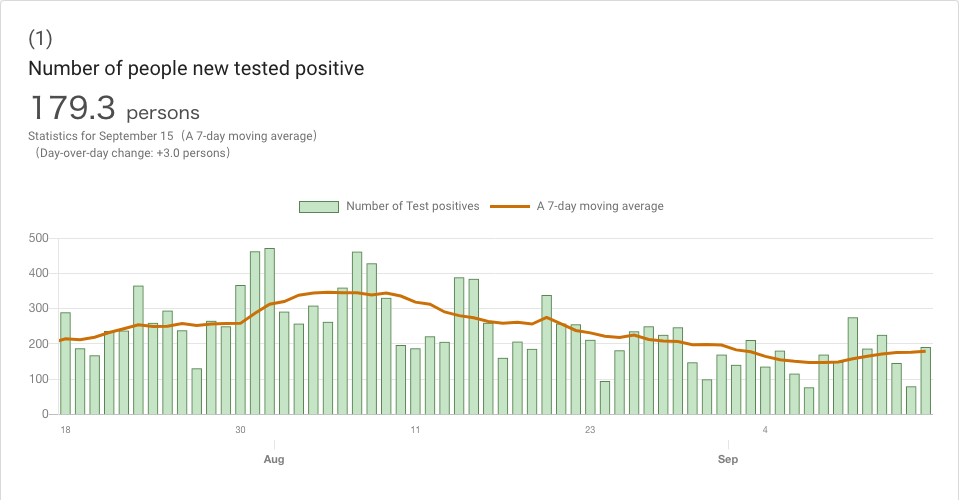 (1)
Number of people new tested positive
179.3 persons
Statistics for September 15（A 7-day moving average）
（Day-over-day change: +3.0 persons）
Number of Test positives A 7-day moving average
500
400
300
200
100
0
18 30 11 23 4
Aug Sep